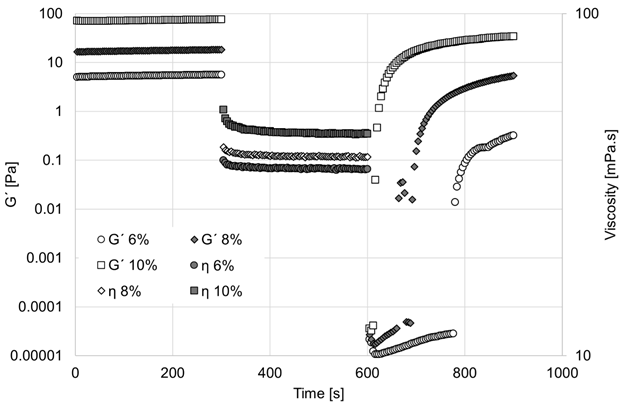 100
10
1
0.1
0.01
0.001
0.0001
0.00001
G´ [Pa]
G´ 6%
G´ 8%
G´ 10%
η 6%
η 8%
η 10%
0
200
400
600
800
1000
Time [s]
100
10
Viscosity [mPa.s]